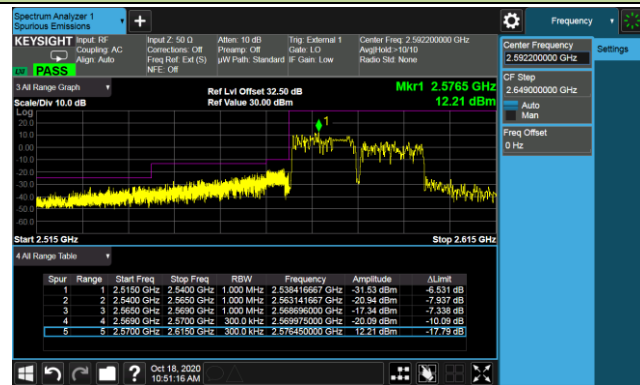 Spectrum Analyzer 1
Spurious Emissions
Frequency
KEYSIGHT Input: RF
Coupling: AC
Align: Auto
Input Z: 50 Ω
Corrections: Off
Freq Ref: Ext (S)
NFE: Off
Atten: 10 dB
Preamp: Off
µW Path: Standard
Trig: External 1
Gate: LO
IF Gain: Low
Center Freq: 2.592200000 GHz
Avg|Hold:>10/10
Radio Std: None
LW PASS
Center Frequency
2.592200000 GHz
Settings
CF Step
2.649000000 GHz
Auto
Man
Freq Offset
0 Hz
3 All Range Graph
Scale/Div 10.0 dB
Ref Lvl Offset 32.50 dB
Ref Value 30.00 dBm
Mkr1 2.5765 GHz
12.21 dBm
Log
20.0
10.0
0.00
-10.0
-20.0
-30.0
-40.0
-50.0
-60.0
1
Start 2.515 GHz
Stop 2.615 GHz
4 All Range Table
Spur Range Start Freq Stop Freq RBW Frequency Amplitude ΔLimit
1 1 2.5150 GHz 2.5400 GHz 1.000 MHz 2.538416667 GHz -31.53 dBm -6.531 dB
2 2 2.5400 GHz 2.5650 GHz 1.000 MHz 2.563141667 GHz -20.94 dBm -7.937 dB
3 3 2.5650 GHz 2.5690 GHz 1.000 MHz 2.568696000 GHz -17.34 dBm -7.338 dB
4 4 2.5690 GHz 2.5700 GHz 300.0 kHz 2.569975000 GHz -20.09 dBm -10.09 dB
5 5 2.5700 GHz 2.6150 GHz 300.0 kHz 2.576450000 GHz 12.21 dBm -17.79 dB
Oct 18, 2020
10:51:16 AM